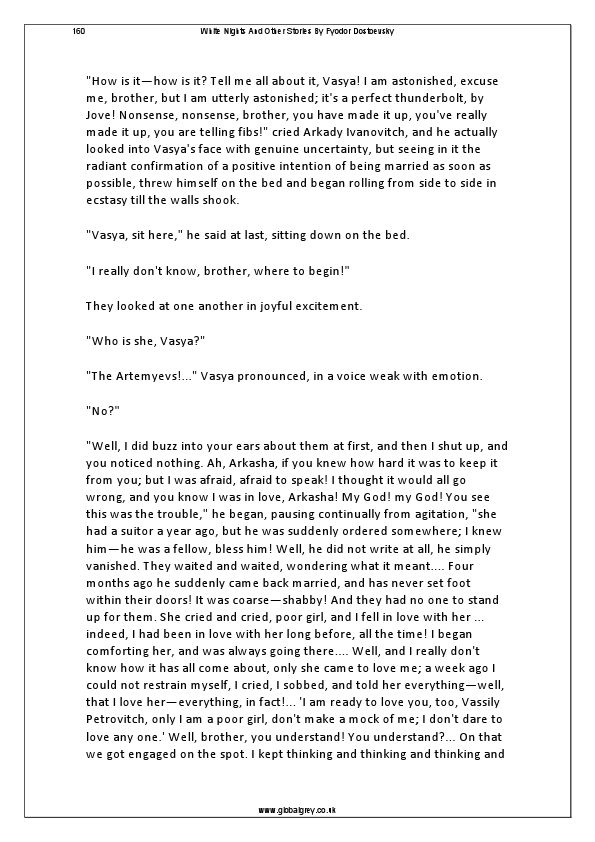 160 White Nights And Other Stories By Fyodor Dostoevsky
"How is it—how is it? Tell me all about it, Vasya! I am astonished, excuse
me, brother, but I am utterly astonished; it's a perfect thunderbolt, by
Jove! Nonsense, nonsense, brother, you have made it up, you've really
made it up, you are telling fibs!" cried Arkady Ivanovitch, and he actually
looked into Vasya's face with genuine uncertainty, but seeing in it the
radiant confirmation of a positive intention of being married as soon as
possible, threw himself on the bed and began rolling from side to side in
ecstasy till the walls shook.
"Vasya, sit here," he said at last, sitting down on the bed.
"I really don't know, brother, where to begin!"
They looked at one another in joyful excitement.
"Who is she, Vasya?"
"The Artemyevs!..." Vasya pronounced, in a voice weak with emotion.
"No?"
"Well, I did buzz into your ears about them at first, and then I shut up, and
you noticed nothing. Ah, Arkasha, if you knew how hard it was to keep it
from you; but I was afraid, afraid to speak! I thought it would all go
wrong, and you know I was in love, Arkasha! My God! my God! You see
this was the trouble," he began, pausing continually from agitation, "she
had a suitor a year ago, but he was suddenly ordered somewhere; I knew
him—he was a fellow, bless him! Well, he did not write at all, he simply
vanished. They waited and waited, wondering what it meant.... Four
months ago he suddenly came back married, and has never set foot
within their doors! It was coarse—shabby! And they had no one to stand
up for them. She cried and cried, poor girl, and I fell in love with her ...
indeed, I had been in love with her long before, all the time! I began
comforting her, and was always going there.... Well, and I really don't
know how it has all come about, only she came to love me; a week ago I
could not restrain myself, I cried, I sobbed, and told her everything—well,
that I love her—everything, in fact!... 'I am ready to love you, too, Vassily
Petrovitch, only I am a poor girl, don't make a mock of me; I don't dare to
love any one.' Well, brother, you understand! You understand?... On that
we got engaged on the spot. I kept thinking and thinking and thinking and
www.globalgrey.co.uk